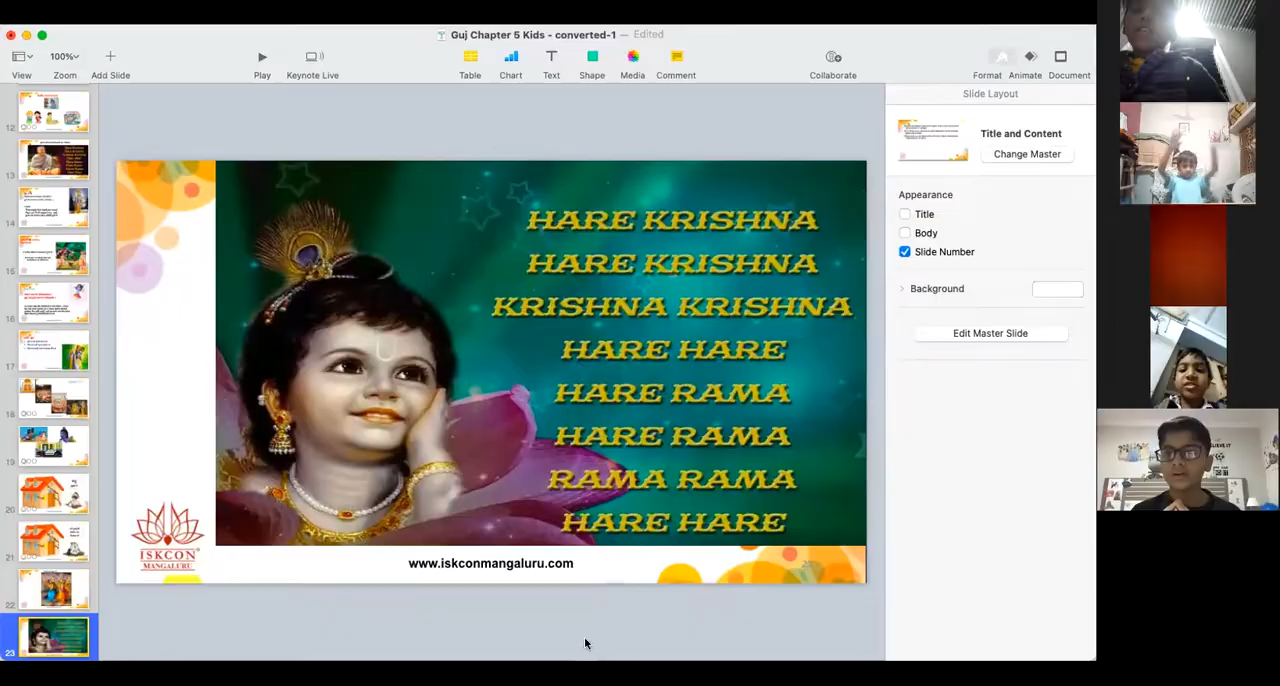 Guj Chapter 5 Kids - converted-1 — Edited
100%
View
Zoom
Add Slide
Play
Keynote Live
Table
Chart
Text
Shape
Media
Comment
Collaborate
Format
Animate
Document
Slide Layout
Title and Content
Change Master
Appearance
Title
Body
Slide Number
Background
Edit Master Slide
12
13
14
15
16
17
18
19
20
21
22
23
HARE KRISHNA
HARE KRISHNA
KRISHNA KRISHNA
HARE HARE
HARE RAMA
HARE RAMA
RAMA RAMA
HARE HARE
ISKCON
MANGALURU
www.iskconmangaluru.com